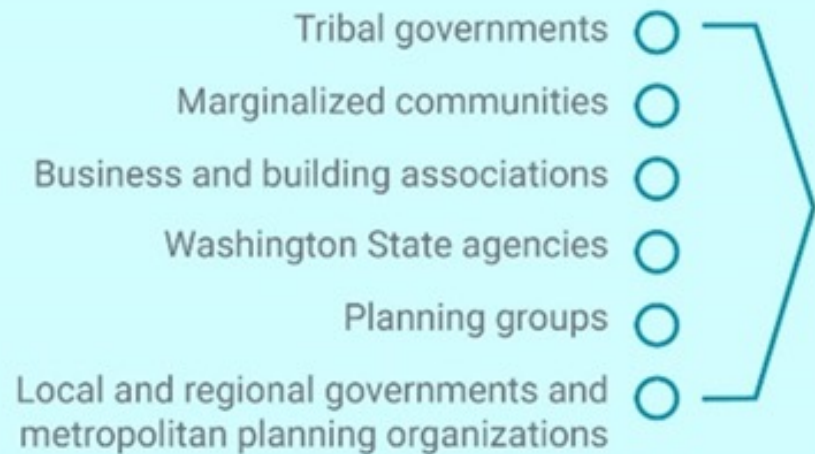 Tribal governments
Marginalized communities
Business and building associations
Washington State agencies
Planning groups
Local and regional governments and
metropolitan planning organizations